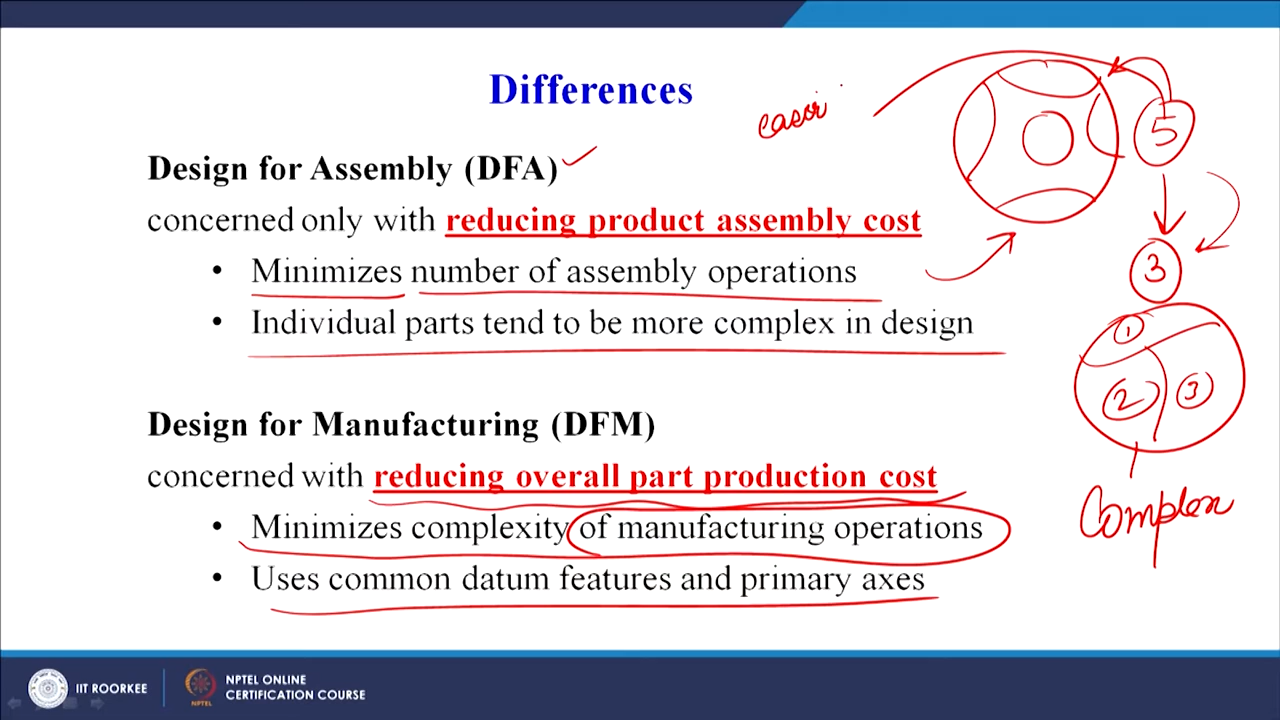 Differences
easi
Design for Assembly (DFA)
concerned only with reducing product assembly cost
• Minimizes number of assembly operations
• Individual parts tend to be more complex in design
5
3
1
2 3
Complex
Design for Manufacturing (DFM)
concerned with reducing overall part production cost
• Minimizes complexity of manufacturing operations
• Uses common datum features and primary axes
IIT ROORKEE
NPTEL ONLINE
CERTIFICATION COURSE
NPTEL